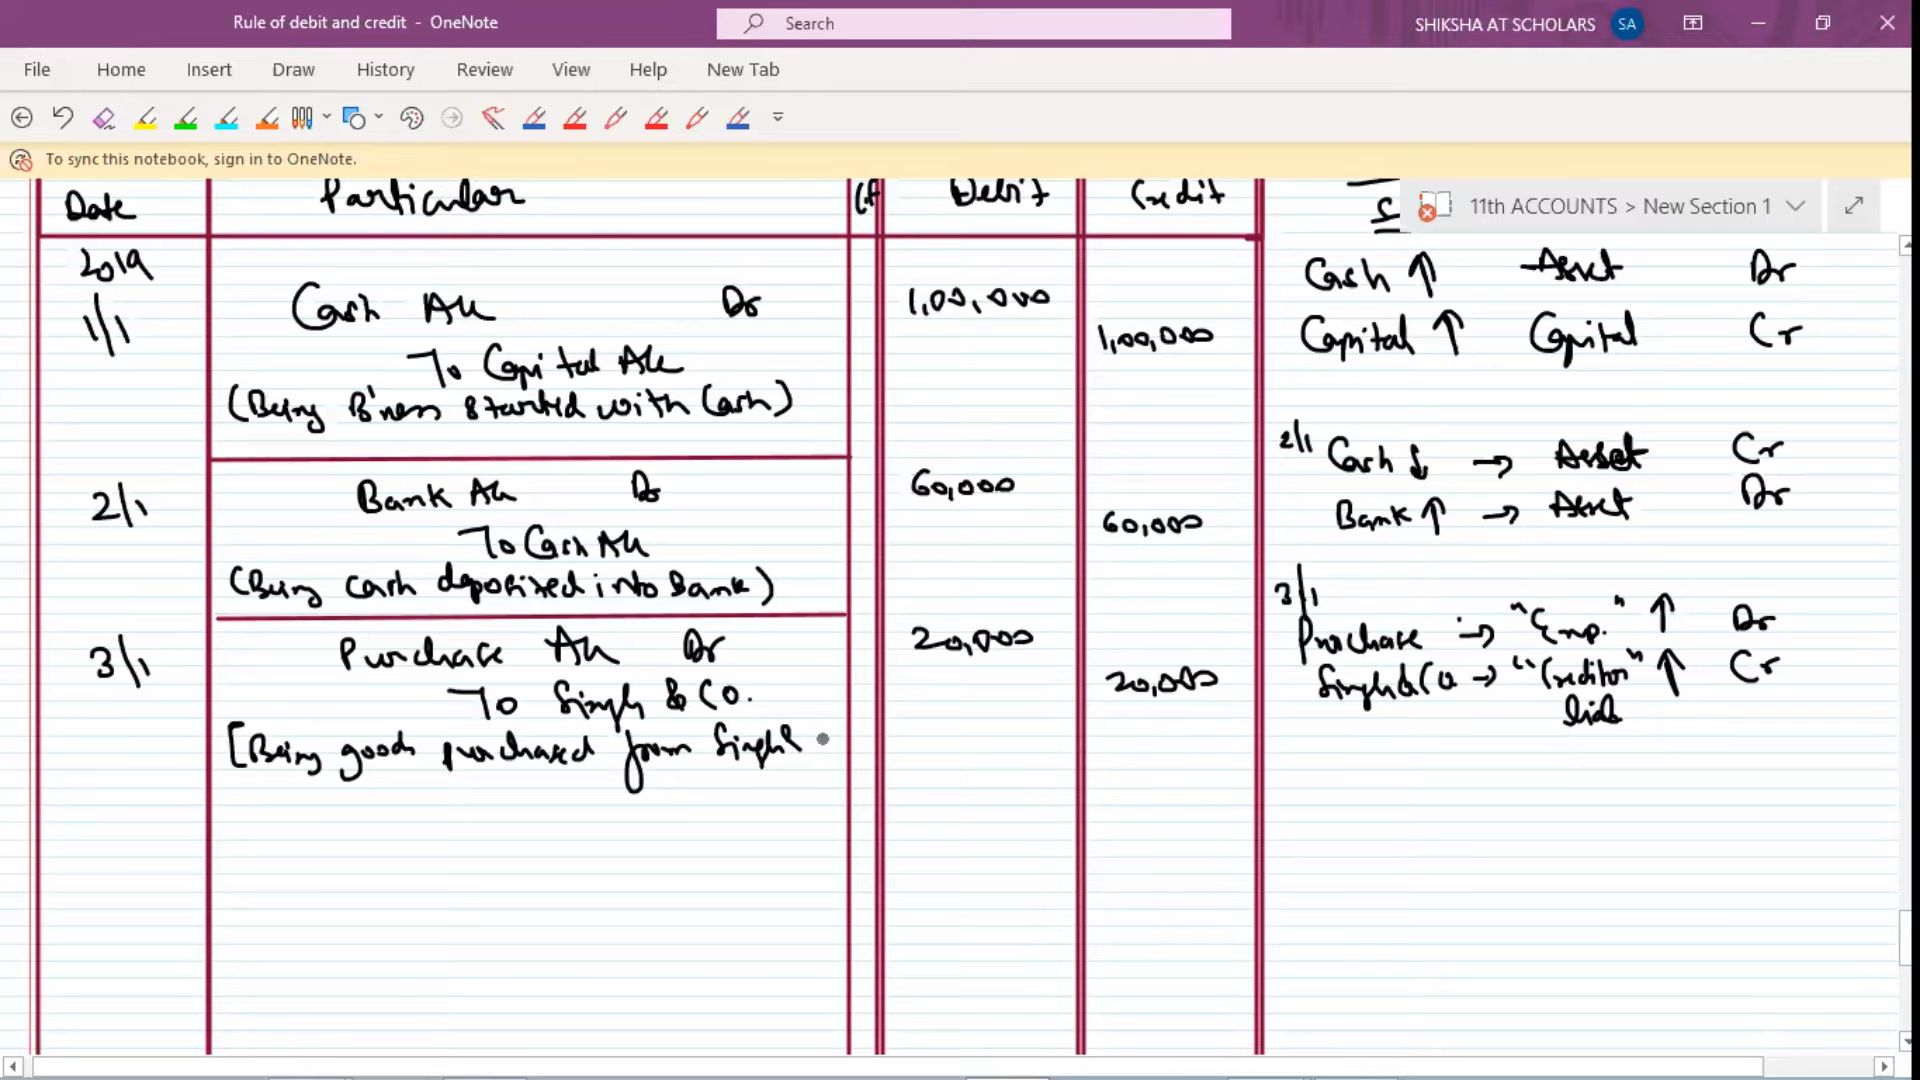 Rule of debit and credit - OneNote
Search
SHIKSHA AT SCHOLARS SA
File Home Insert Draw History Review View Help New Tab
To sync this notebook, sign in to OneNote.
11th ACCOUNTS > New Section 1
Date Particular Debit Credit
2019
1/1 Cash A/c Dr 1,00,000
To Capital A/c 1,00,000
(Being B'ness started with Cash)
2/1 Bank A/c Dr 60,000
To Cash A/c 60,000
(Being cash deposited into Bank)
3/1 Purchase A/c Dr 20,000
To Singh & Co. 20,000
[Being goods purchased from Singh &
Cash ↑ Asset Dr
Capital ↑ Capital Cr
2/1 Cash ↓ → Asset Cr
Bank ↑ → Asset Dr
3/1
Purchase → "Exp." ↑ Dr
Singh & Co → "Creditor" ↑ Cr